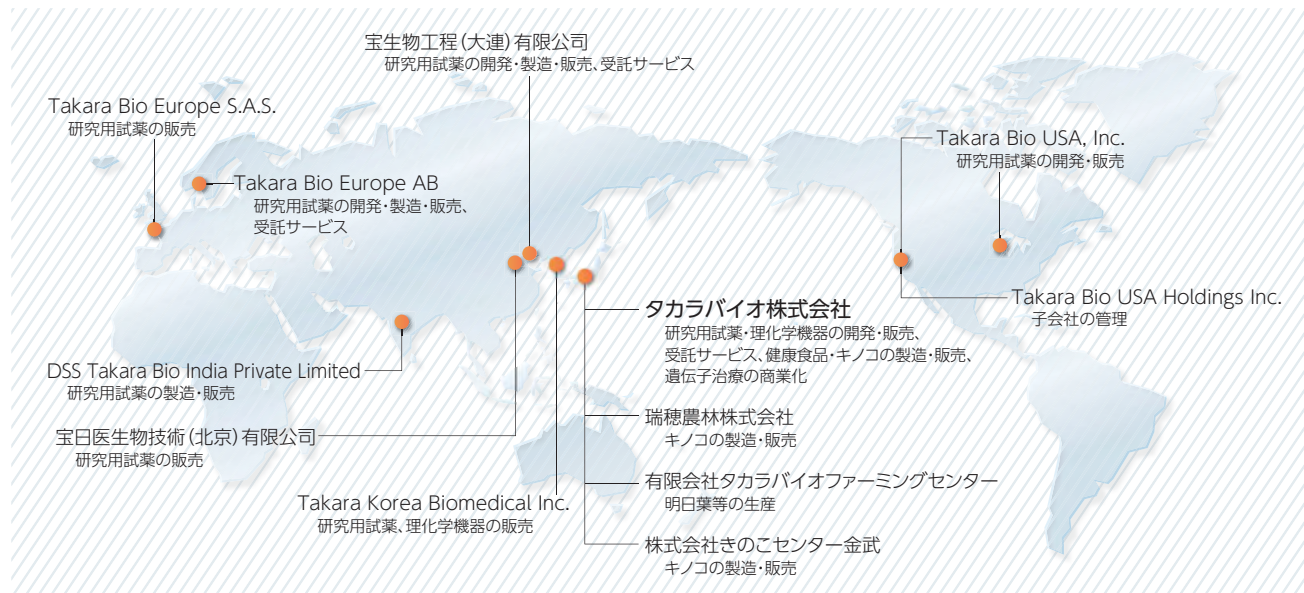 宝生物工程(大連)有限公司
研究用試薬の開発・製造・販売、受託サービス
Takara Bio Europe S.A.S.
研究用試薬の販売
Takara Bio Europe AB
研究用試薬の開発・製造・販売、
受託サービス
Takara Bio USA, Inc.
研究用試薬の開発・販売
Takara Bio USA Holdings Inc.
子会社の管理
タカラバイオ株式会社
研究用試薬・理化学機器の開発・販売、
受託サービス、健康食品・キノコの製造・販売、
遺伝子治療の商業化
DSS Takara Bio India Private Limited
研究用試薬の製造・販売
瑞穂農林株式会社
キノコの製造・販売
宝日医生物技術(北京)有限公司
研究用試薬の販売
有限会社タカラバイオファーミングセンター
明日葉等の生産
Takara Korea Biomedical Inc.
研究用試薬、理化学機器の販売
株式会社きのこセンター金武
キノコの製造・販売